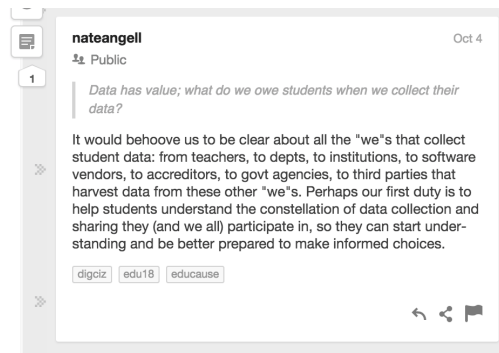 nateangell
Oct 4
Public
1
Data has value; what do we owe students when we collect their
data?
It would behoove us to be clear about all the "we"s that collect
student data: from teachers, to depts, to institutions, to software
vendors, to accreditors, to govt agencies, to third parties that
harvest data from these other "we"s. Perhaps our first duty is to
help students understand the constellation of data collection and
sharing they (and we all) participate in, so they can start under-
standing and be better prepared to make informed choices.
digciz edu18 educause